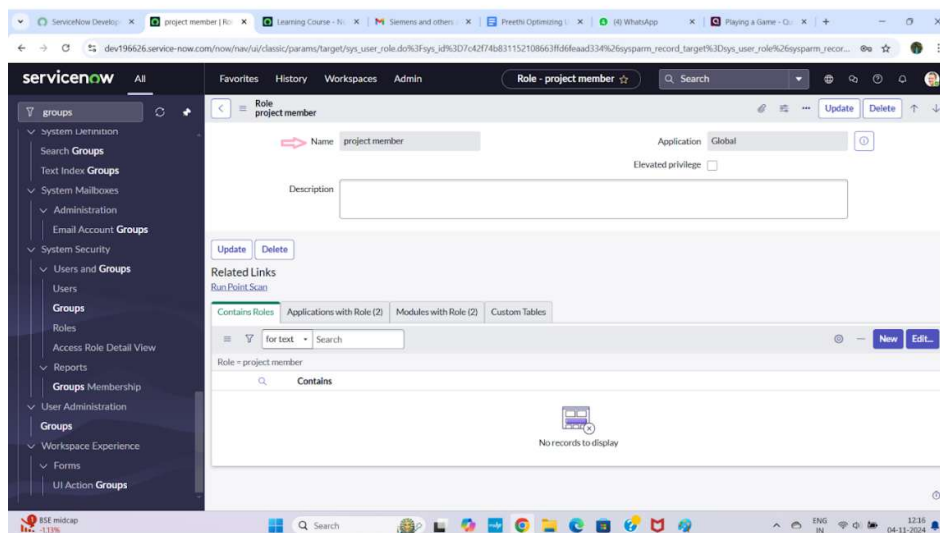 ServiceNow Develop
project member | Ro
Learning Course - N
Siemens and others
Preethi Optimizing U
(4) WhatsApp
Playing a Game - Qu
dev196626.service-now.com/now/nav/ui/classic/params/target/sys_user_role.do%3Fsys_id%3D7c42f74b831152108663ffd6feaad334%26sysparm_record_target%3Dsys_user_role%26sysparm_recor...
servicenow All Favorites History Workspaces Admin Role - project member Search
groups
System Definition
Search Groups
Text Index Groups
System Mailboxes
Administration
Email Account Groups
System Security
Users and Groups
Users
Groups
Roles
Access Role Detail View
Reports
Groups Membership
User Administration
Groups
Workspace Experience
Forms
UI Action Groups
Role
project member
Update Delete
Name project member Application Global
Elevated privilege
Description
Update Delete
Related Links
Run Point Scan
Contains Roles Applications with Role (2) Modules with Role (2) Custom Tables
for text Search New Edit...
Role = project member
Contains
No records to display
BSE midcap
-1.13%
Search
ENG
IN
12:16
04-11-2024